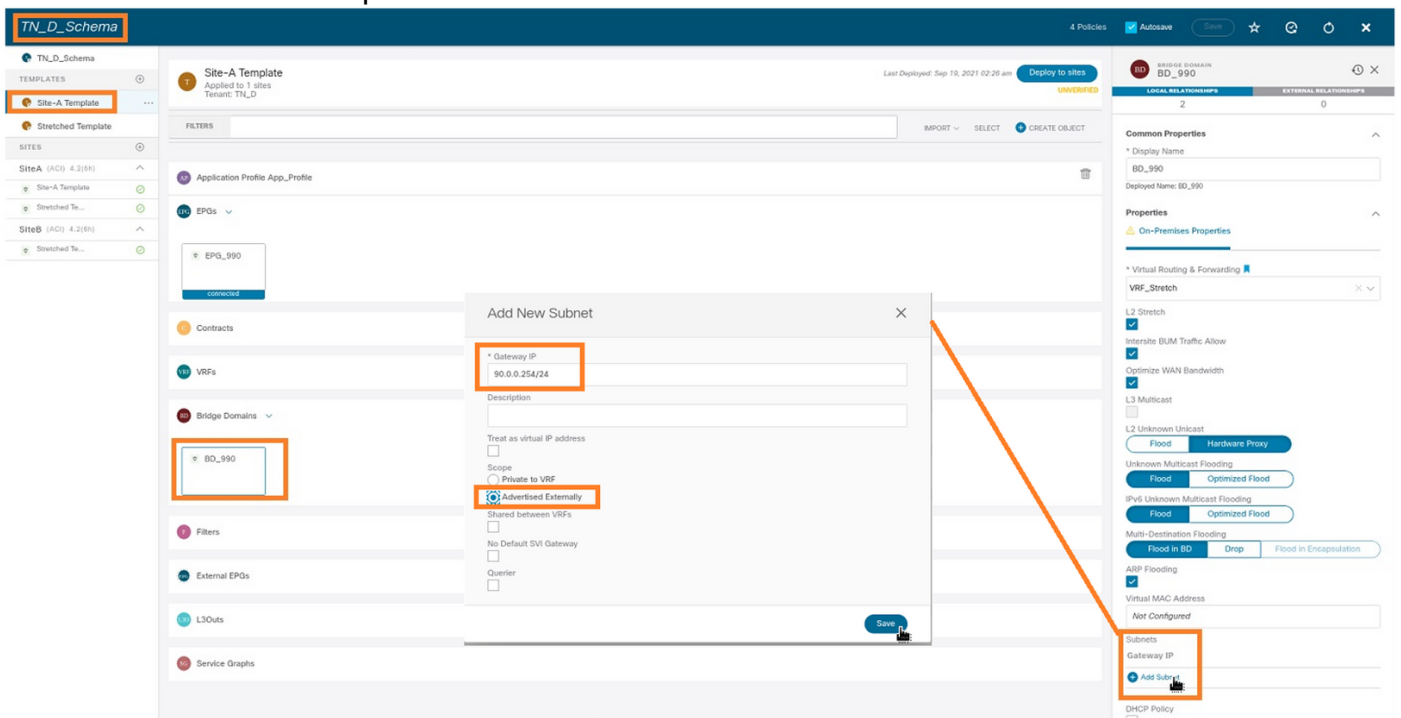 TN_D_Schema
4 Policies
Autosave
Save
TN_D_Schema
TEMPLATES
Site-A Template
Stretched Template
SITES
SiteA (ACI) 4.2(6h)
Site-A Template
Stretched Te...
SiteB (ACI) 4.2(6h)
Stretched Te...
T
Site-A Template
Applied to 1 sites
Tenant: TN_D
Last Deployed: Sep 19, 2021 02:26 am
Deploy to sites
UNVERIFIED
FILTERS
IMPORT
SELECT
CREATE OBJECT
AP
Application Profile App_Profile
EPG
EPGs
EPG_990
connected
C
Contracts
VRF
VRFs
BD
Bridge Domains
BD_990
F
Filters
External EPGs
L3O
L3Outs
SG
Service Graphs
Add New Subnet
* Gateway IP
90.0.0.254/24
Description
Treat as virtual IP address
Scope
Private to VRF
Advertised Externally
Shared between VRFs
No Default SVI Gateway
Querier
Save
BD
BRIDGE DOMAIN
BD_990
LOCAL RELATIONSHIPS
EXTERNAL RELATIONSHIPS
2
0
Common Properties
* Display Name
BD_990
Deployed Name: BD_990
Properties
On-Premises Properties
* Virtual Routing & Forwarding
VRF_Stretch
L2 Stretch
Intersite BUM Traffic Allow
Optimize WAN Bandwidth
L3 Multicast
L2 Unknown Unicast
Flood
Hardware Proxy
Unknown Multicast Flooding
Flood
Optimized Flood
IPv6 Unknown Multicast Flooding
Flood
Optimized Flood
Multi-Destination Flooding
Flood in BD
Drop
Flood in Encapsulation
ARP Flooding
Virtual MAC Address
Not Configured
Subnets
Gateway IP
Add Subnet
DHCP Policy